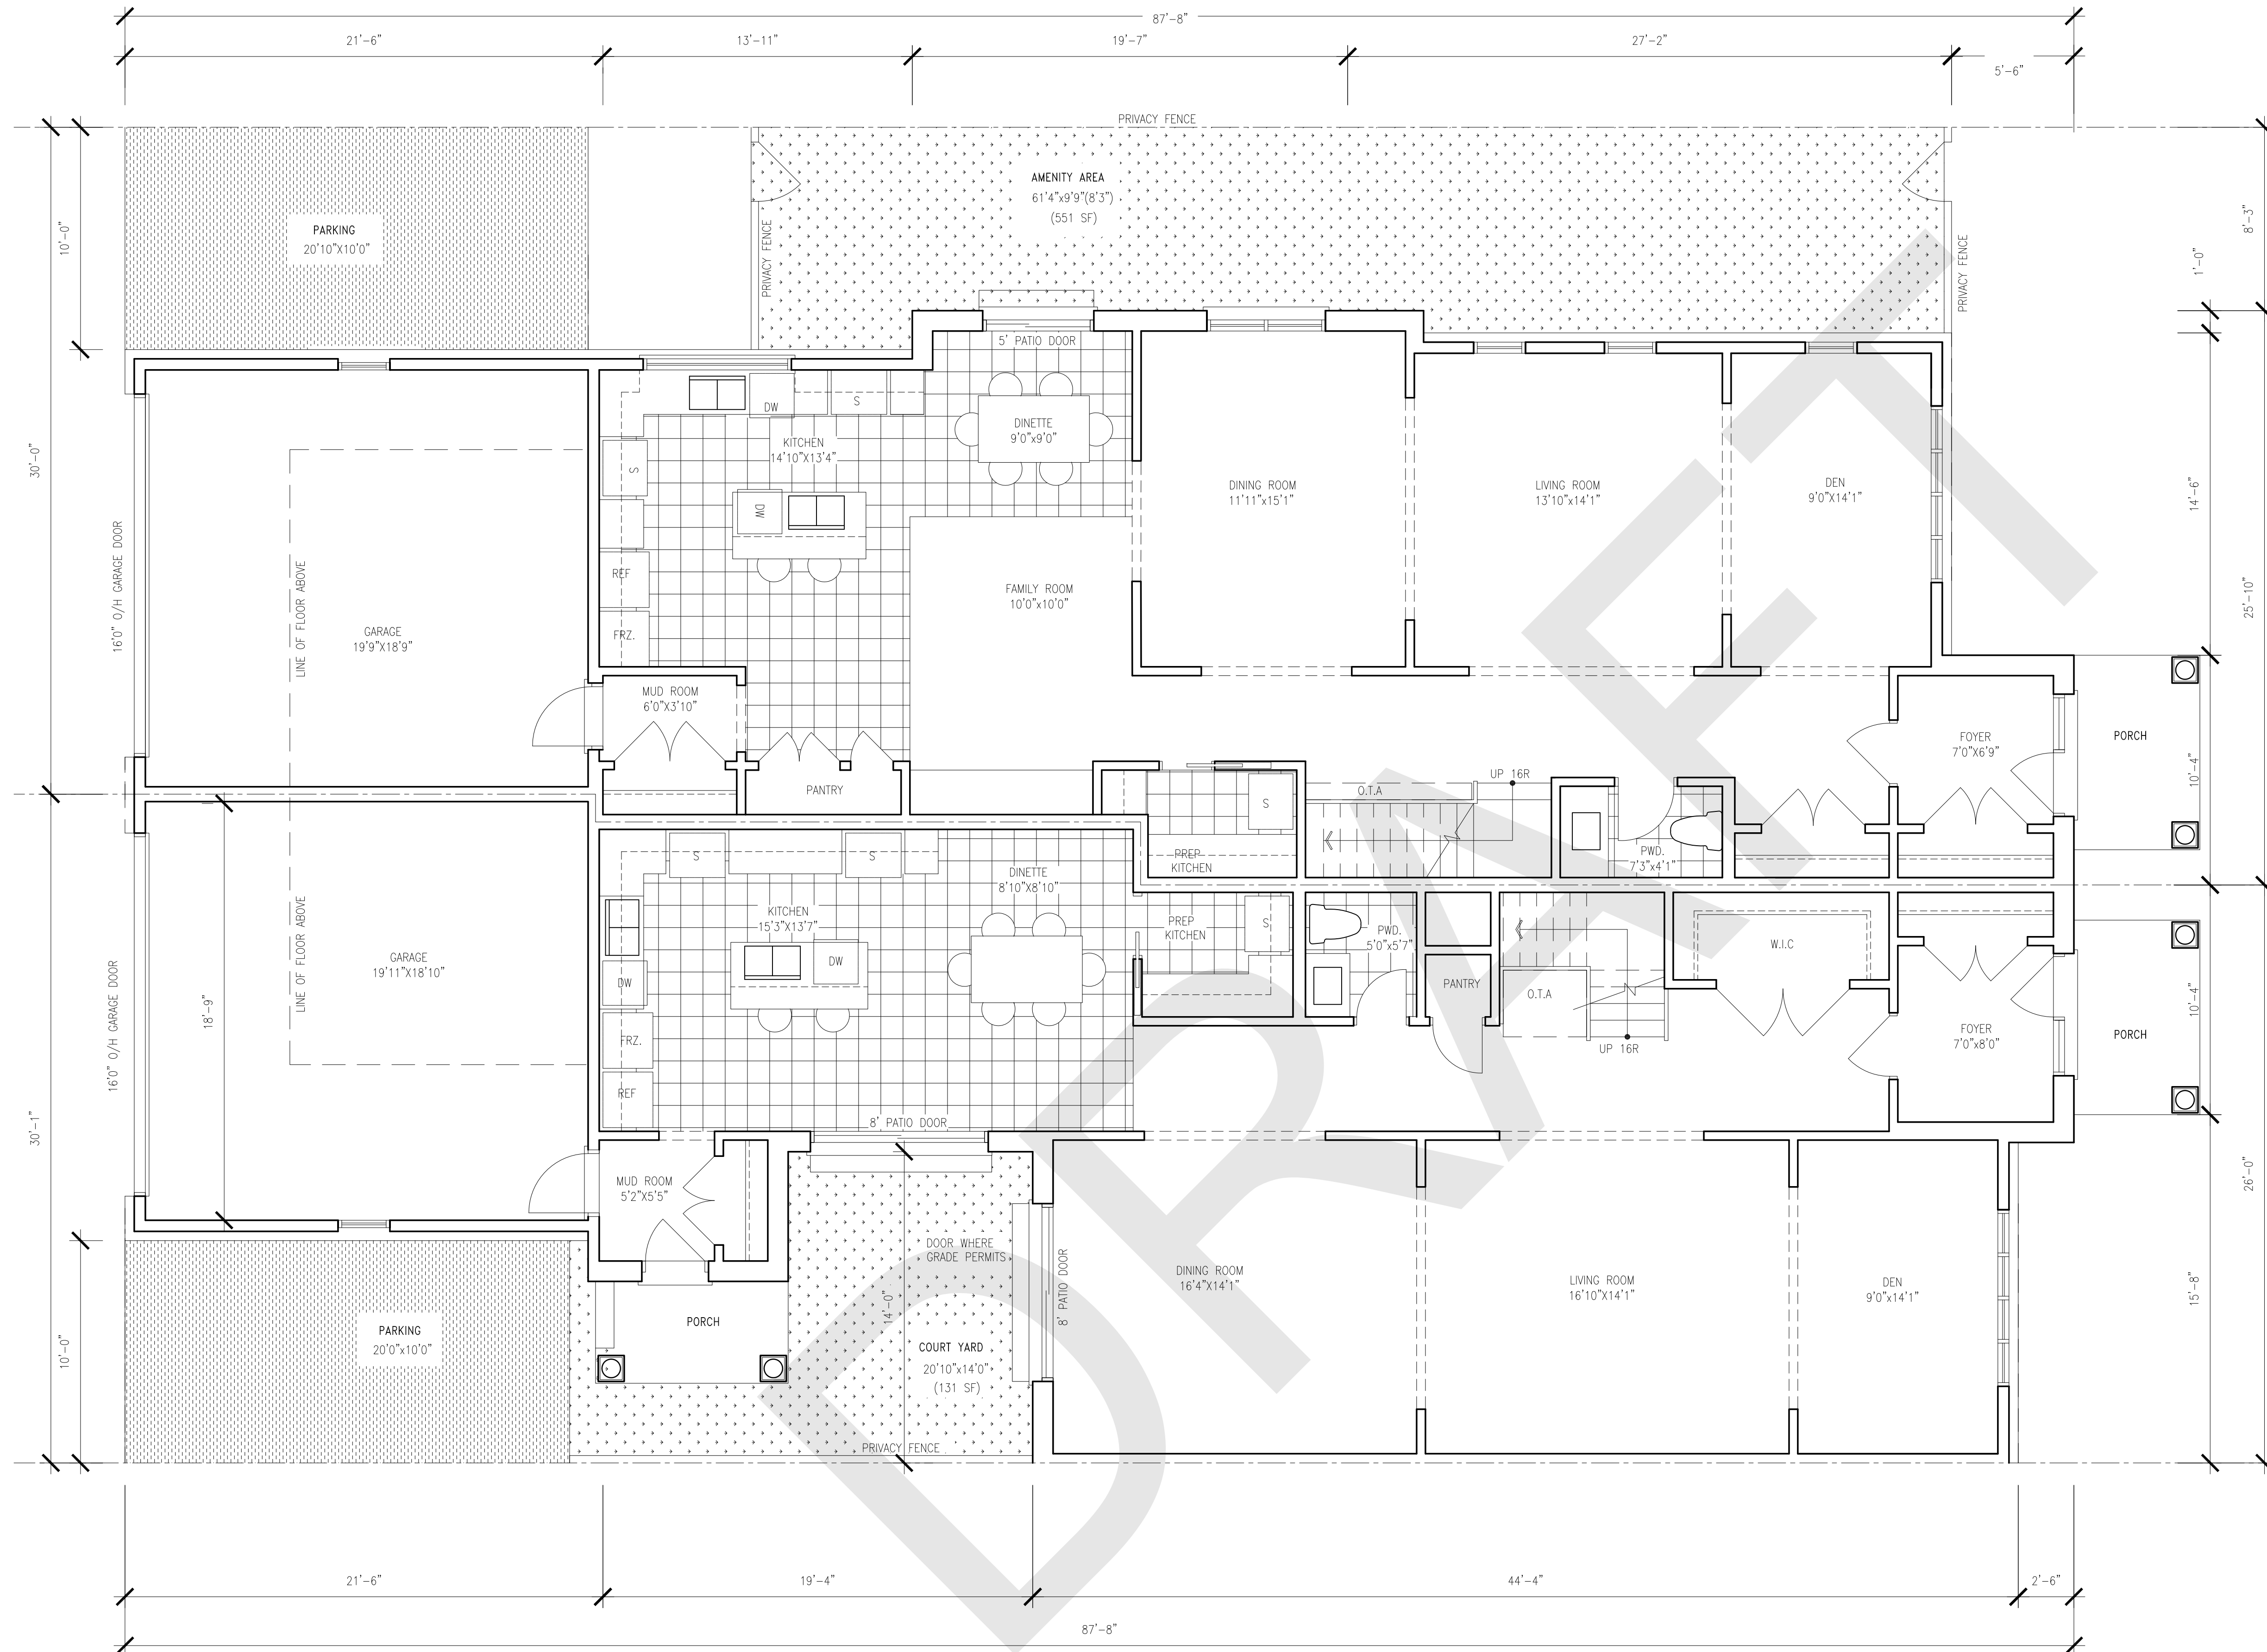 87'-8"
21'-6"
13'-11"
19'-7"
27'-2"
5'-6"
PRIVACY FENCE
10'-0"
30'-0"
PARKING
20'10"X10'0"
PRIVACY FENCE
AMENITY AREA
61'4"x9'9"(8'3")
(551 SF)
PRIVACY FENCE
8'-3"
1'-0"
5' PATIO DOOR
DW
S
DINETTE
9'0"x9'0"
KITCHEN
14'10"X13'4"
S
DW
REF
FRZ.
DINING ROOM
11'11"x15'1"
LIVING ROOM
13'10"x14'1"
DEN
9'0"X14'1"
14'-6"
25'-10"
16'0" O/H GARAGE DOOR
LINE OF FLOOR ABOVE
GARAGE
19'9"X18'9"
FAMILY ROOM
10'0"x10'0"
MUD ROOM
6'0"X3'10"
PANTRY
FOYER
7'0"X6'9"
PORCH
10'-4"
UP 16R
O.T.A
S
PREP
KITCHEN
PWD.
7'3"x4'1"
S
S
DINETTE
8'10"X8'10"
KITCHEN
15'3"X13'7"
DW
DW
FRZ.
REF
PREP
KITCHEN
S
PWD.
5'0"x5'7"
PANTRY
O.T.A
UP 16R
W.I.C
FOYER
7'0"x8'0"
PORCH
10'-4"
16'0" O/H GARAGE DOOR
LINE OF FLOOR ABOVE
GARAGE
19'11"X18'10"
18'-9"
30'-1"
8' PATIO DOOR
MUD ROOM
5'2"X5'5"
DOOR WHERE
GRADE PERMITS
8' PATIO DOOR
14'-0"
DINING ROOM
16'4"X14'1"
LIVING ROOM
16'10"X14'1"
DEN
9'0"x14'1"
15'-8"
26'-0"
10'-0"
PARKING
20'0"x10'0"
PORCH
COURT YARD
20'10"x14'0"
(131 SF)
PRIVACY FENCE
21'-6"
19'-4"
44'-4"
2'-6"
87'-8"
DRAFT